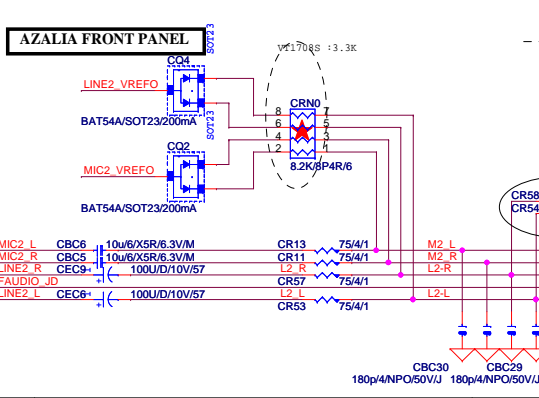 AZALIA FRONT PANEL
SOT23
VT1708S :3.3K
CQ4
LINE2_VREFO
CRN0
8 7
BAT54A/SOT23/200mA
6 5
SOT23
4 3
CQ2
2 1
MIC2_VREFO
8.2K/8P4R/6
CR58
BAT54A/SOT23/200mA
CR54
MIC2_L CBC6 10u/6/X5R/6.3V/M CR13 75/4/1 M2_L
MIC2_R CBC5 10u/6/X5R/6.3V/M CR11 75/4/1 M2_R
LINE2_R CEC9 + 100U/D/10V/57 L2_R 75/4/1 L2-R
FAUDIO_JD CR57
LINE2_L CEC6 + 100U/D/10V/57 L2_L L2-L
CR53 75/4/1
CBC30 CBC29
180p/4/NPO/50V/J 180p/4/NPO/50V/J